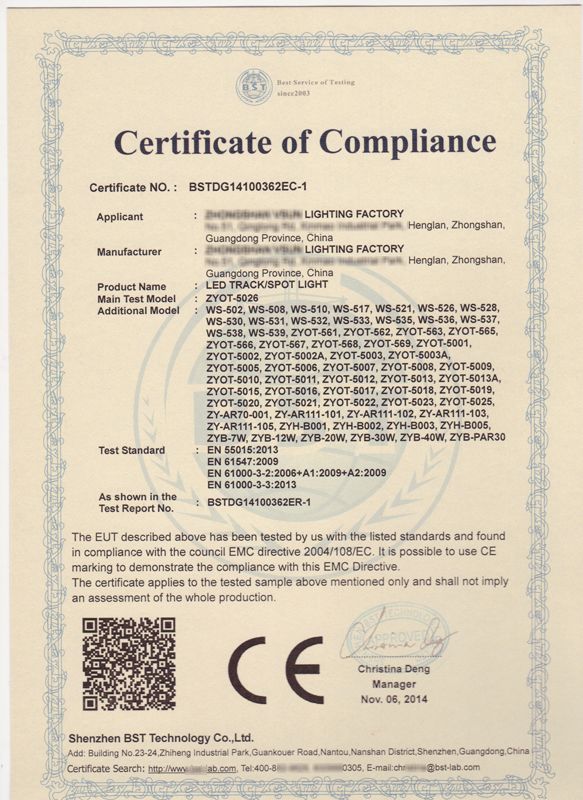 BST
Best Service of Testing
since2003
Certificate of Compliance
Certificate NO. : BSTDG14100362EC-1
Applicant : LIGHTING FACTORY
Henglan, Zhongshan,
Guangdong Province, China
Manufacturer : LIGHTING FACTORY
Henglan, Zhongshan,
Guangdong Province, China
Product Name : LED TRACK/SPOT LIGHT
Main Test Model : ZYOT-5026
Additional Model : WS-502, WS-508, WS-510, WS-517, WS-521, WS-526, WS-528,
WS-530, WS-531, WS-532, WS-533, WS-535, WS-536, WS-537,
WS-538, WS-539, ZYOT-561, ZYOT-562, ZYOT-563, ZYOT-565,
ZYOT-566, ZYOT-567, ZYOT-568, ZYOT-569, ZYOT-5001,
ZYOT-5002, ZYOT-5002A, ZYOT-5003, ZYOT-5003A,
ZYOT-5005, ZYOT-5006, ZYOT-5007, ZYOT-5008, ZYOT-5009,
ZYOT-5010, ZYOT-5011, ZYOT-5012, ZYOT-5013, ZYOT-5013A,
ZYOT-5015, ZYOT-5016, ZYOT-5017, ZYOT-5018, ZYOT-5019,
ZYOT-5020, ZYOT-5021, ZYOT-5022, ZYOT-5023, ZYOT-5025,
ZY-AR70-001, ZY-AR111-101, ZY-AR111-102, ZY-AR111-103,
ZY-AR111-105, ZYH-B001, ZYH-B002, ZYH-B003, ZYH-B005,
ZYB-7W, ZYB-12W, ZYB-20W, ZYB-30W, ZYB-40W, ZYB-PAR30
Test Standard : EN 55015:2013
EN 61547:2009
EN 61000-3-2:2006+A1:2009+A2:2009
EN 61000-3-3:2013
As shown in the
Test Report No. : BSTDG14100362ER-1
The EUT described above has been tested by us with the listed standards and found
in compliance with the council EMC directive 2004/108/EC. It is possible to use CE
marking to demonstrate the compliance with this EMC Directive.
The certificate applies to the tested sample above mentioned only and shall not imply
an assessment of the whole production.
CE
APPROVED
Christina Deng
Manager
Nov. 06, 2014
Shenzhen BST Technology Co.,Ltd.
Add: Building No.23-24,Zhiheng Industrial Park,Guankouer Road,Nantou,Nanshan District,Shenzhen,Guangdong,China
Certificate Search: http://www. lab.com, Tel:400-8 0305, E-mail:chr @bst-lab.com